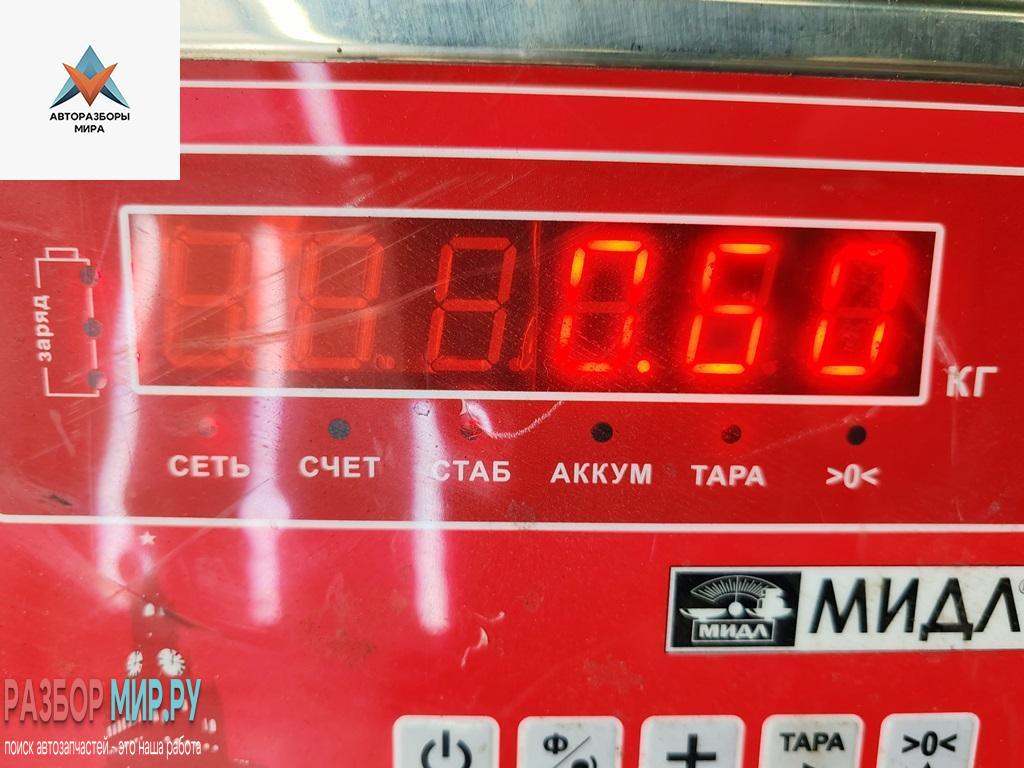 АВТОРАЗБОРЫ
МИРА
заряд
0.60
КГ
СЕТЬ СЧЕТ СТАБ АККУМ ТАРА >0<
МИДЛ
МИДЛ
РАЗБОР МИР.РУ
поиск автозапчастей - это наша работа
Ф/
+
ТАРА
>0<